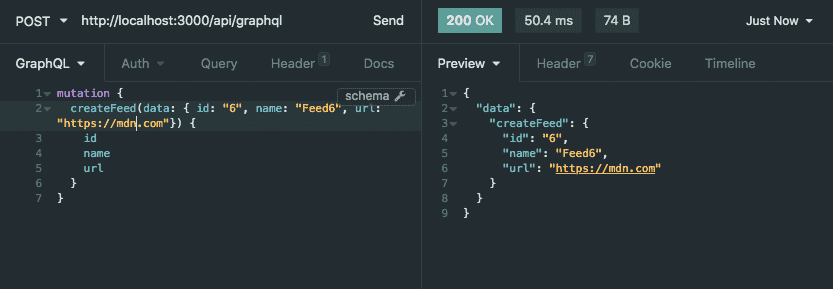 POST http://localhost:3000/api/graphql Send
200 OK 50.4 ms 74 B Just Now
GraphQL Auth Query Header 1 Docs
Preview Header 7 Cookie Timeline
schema
1 mutation {
2 createFeed(data: { id: "6", name: "Feed6", url:
"https://mdn.com"}) {
3 id
4 name
5 url
6 }
7 }
1 {
2 "data": {
3 "createFeed": {
4 "id": "6",
5 "name": "Feed6",
6 "url": "https://mdn.com"
7 }
8 }
9 }